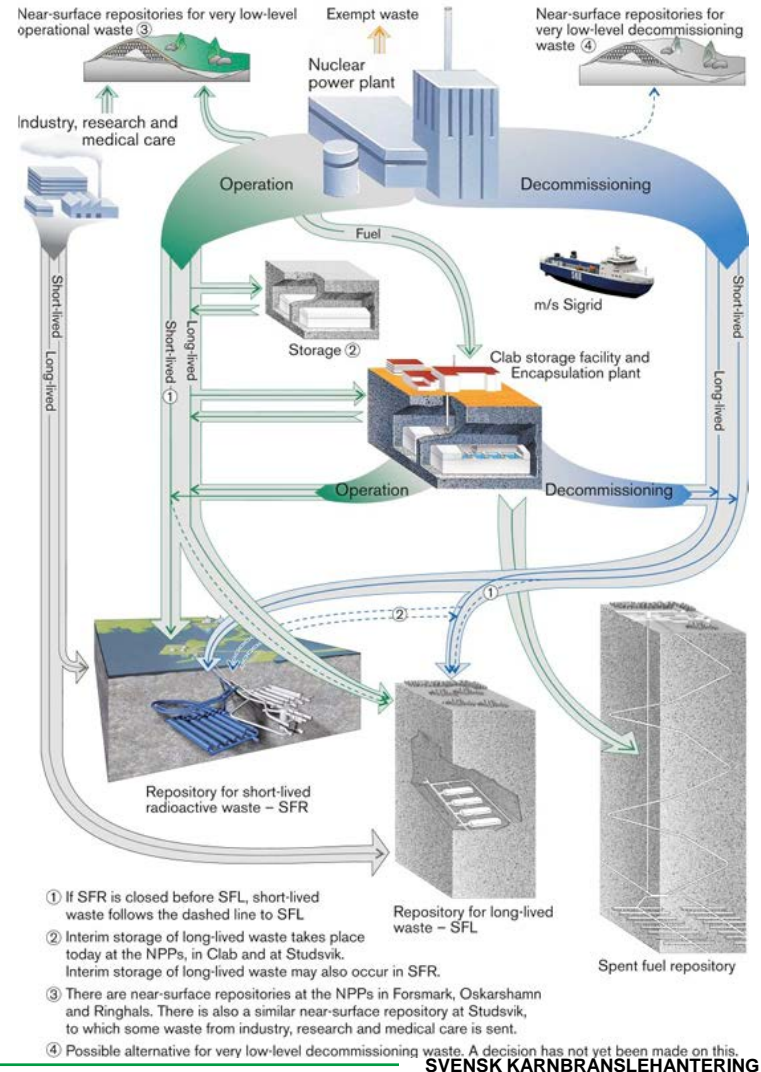 Near-surface repositories for very low-level
operational waste ③
Exempt waste
Near-surface repositories for
very low-level decommissioning
waste ④
Nuclear
power plant
Industry, research and
medical care
Operation
Decommissioning
Fuel
Short-lived
Long-lived
Short-lived
①
Long-lived
Storage ②
m/s Sigrid
SKB
Short-lived
Long-lived
Clab storage facility and
Encapsulation plant
Operation
Decommissioning
①
②
Repository for short-lived
radioactive waste – SFR
Repository for long-lived
waste – SFL
Spent fuel repository
① If SFR is closed before SFL, short-lived
waste follows the dashed line to SFL
② Interim storage of long-lived waste takes place
today at the NPPs, in Clab and at Studsvik.
Interim storage of long-lived waste may also occur in SFR.
③ There are near-surface repositories at the NPPs in Forsmark, Oskarshamn
and Ringhals. There is also a similar near-surface repository at Studsvik,
to which some waste from industry, research and medical care is sent.
④ Possible alternative for very low-level decommissioning waste. A decision has not yet been made on this.
SVENSK KÄRNBRÄNSLEHANTERING